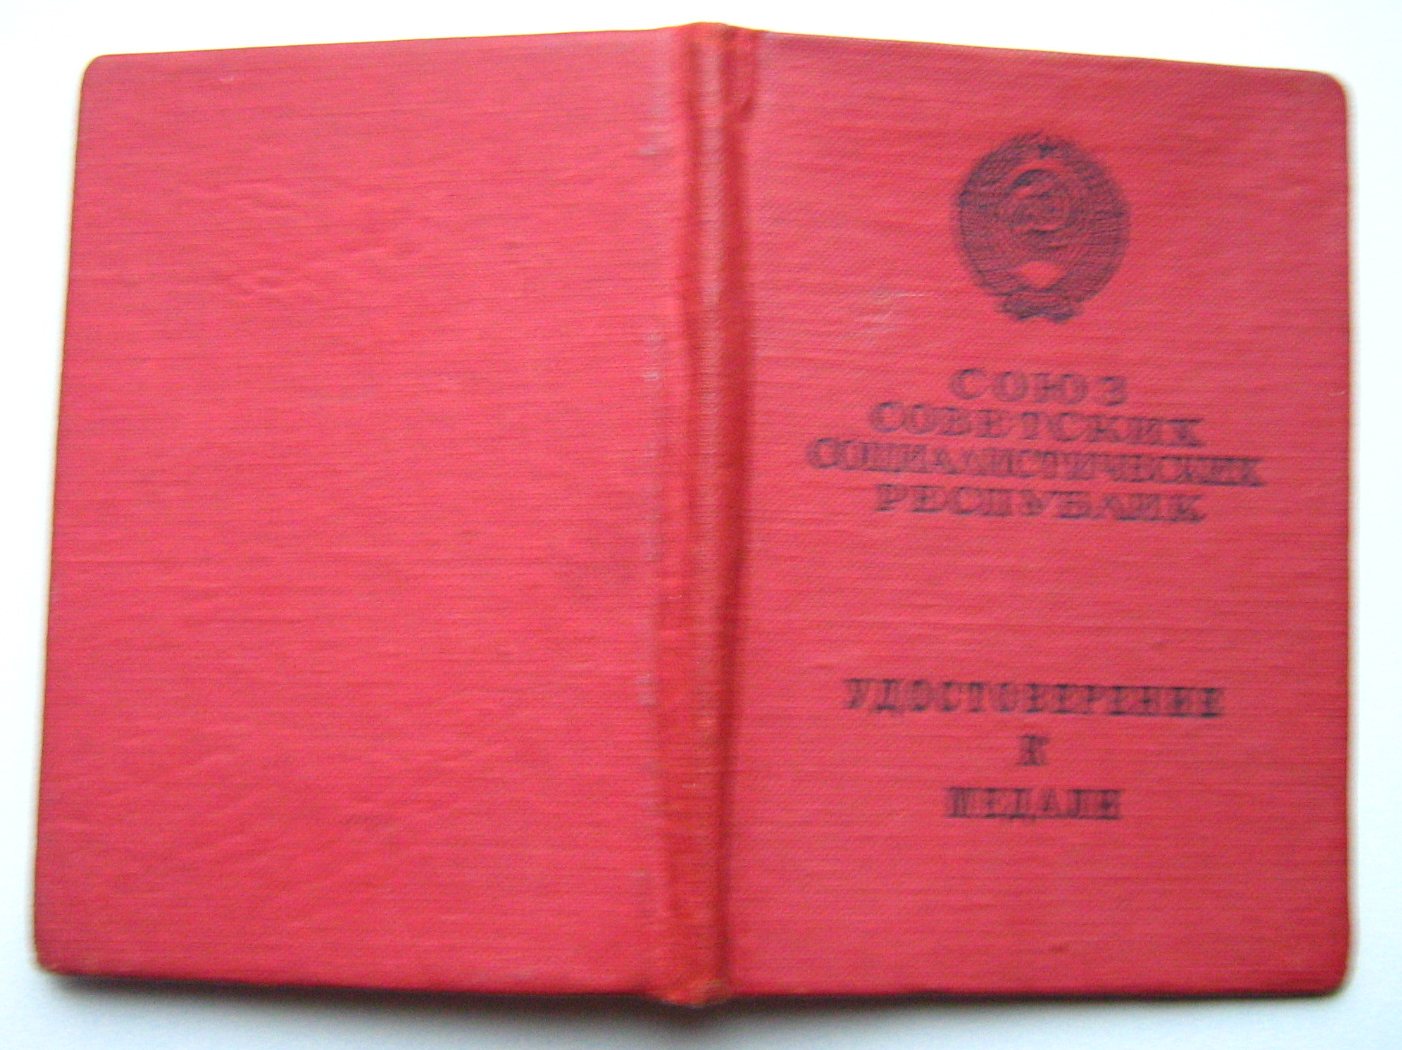 СОЮЗ
СОВЕТСКИХ
СОЦИАЛИСТИЧЕСКИХ
РЕСПУБЛИК
УДОСТОВЕРЕНИЕ
К
МЕДАЛИ